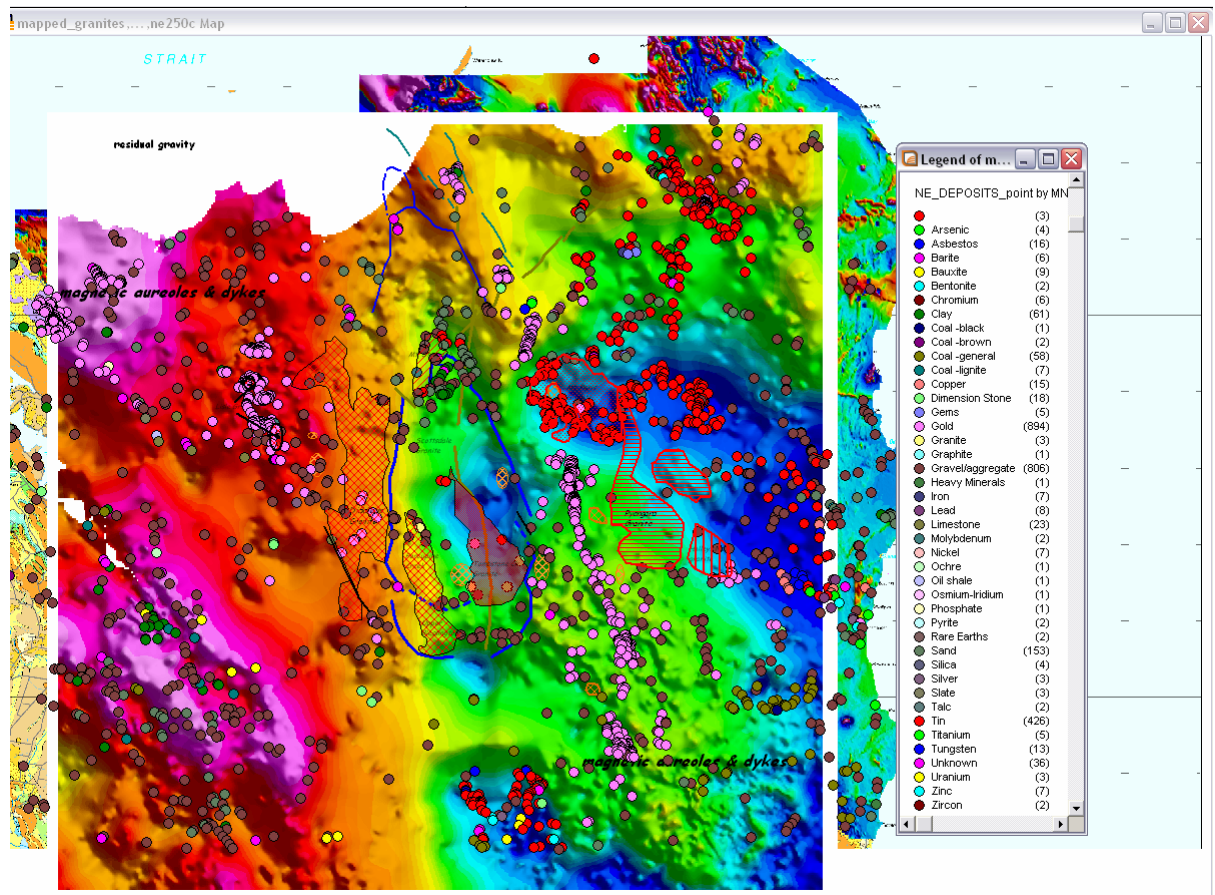 mapped_granites,...,ne250c Map
STRAIT
residual gravity
magnetic aureoles & dykes
Scottsdale
Granite
magnetic aureoles & dykes
Legend of m...
NE_DEPOSITS_point by MN
(3)
Arsenic (4)
Asbestos (16)
Barite (6)
Bauxite (9)
Bentonite (2)
Chromium (6)
Clay (61)
Coal -black (1)
Coal -brown (2)
Coal -general (58)
Coal -lignite (7)
Copper (15)
Dimension Stone (18)
Gems (5)
Gold (894)
Granite (3)
Graphite (1)
Gravel/aggregate (806)
Heavy Minerals (1)
Iron (7)
Lead (8)
Limestone (23)
Molybdenum (2)
Nickel (7)
Ochre (1)
Oil shale (1)
Osmium-Iridium (1)
Phosphate (1)
Pyrite (2)
Rare Earths (2)
Sand (153)
Silica (4)
Silver (3)
Slate (3)
Talc (2)
Tin (426)
Titanium (5)
Tungsten (13)
Unknown (36)
Uranium (3)
Zinc (7)
Zircon (2)